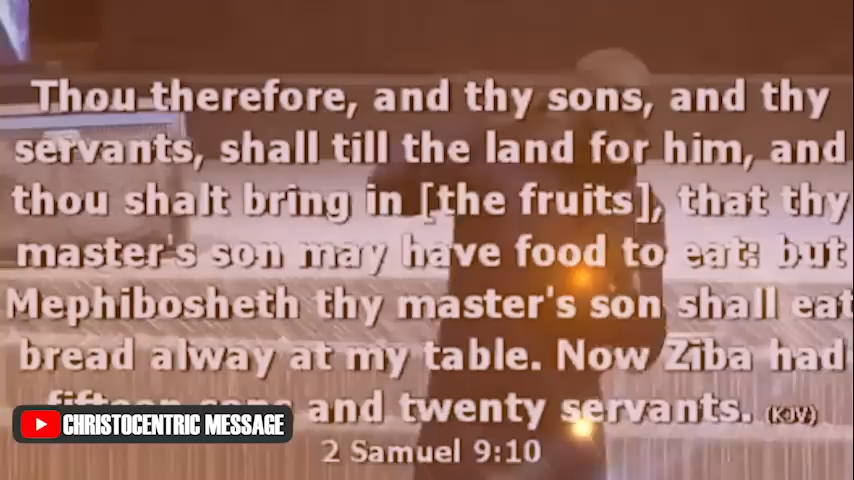 Thou therefore, and thy sons, and thy
servants, shall till the land for him, and
thou shalt bring in [the fruits], that thy
master's son may have food to eat: but
Mephibosheth thy master's son shall eat
bread alway at my table. Now Ziba had
fifteen sons and twenty servants. (KJV)
CHRISTOCENTRIC MESSAGE
2 Samuel 9:10